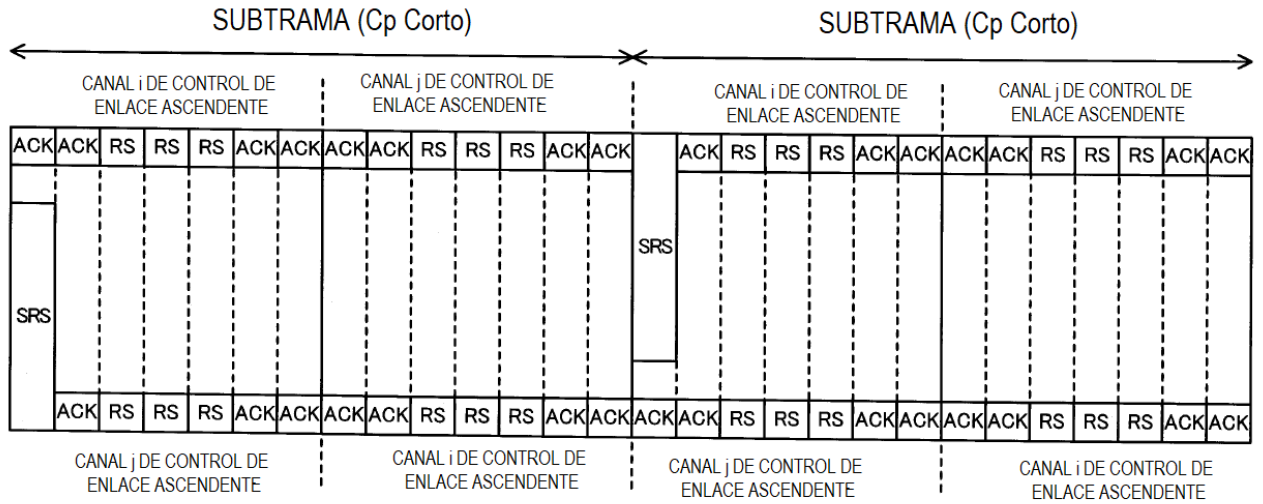 SUBTRAMA (Cp Corto)
SUBTRAMA (Cp Corto)
CANAL i DE CONTROL DE
ENLACE ASCENDENTE
CANAL j DE CONTROL DE
ENLACE ASCENDENTE
CANAL i DE CONTROL DE
ENLACE ASCENDENTE
CANAL j DE CONTROL DE
ENLACE ASCENDENTE
ACK ACK RS RS RS ACK ACK ACK ACK RS RS RS ACK ACK ACK RS RS RS ACK ACK ACK ACK RS RS RS ACK ACK
SRS
SRS
ACK RS RS RS ACK ACK ACK ACK RS RS RS ACK ACK ACK ACK RS RS RS ACK ACK ACK ACK RS RS RS ACK ACK
CANAL j DE CONTROL DE
ENLACE ASCENDENTE
CANAL i DE CONTROL DE
ENLACE ASCENDENTE
CANAL j DE CONTROL DE
ENLACE ASCENDENTE
CANAL i DE CONTROL DE
ENLACE ASCENDENTE